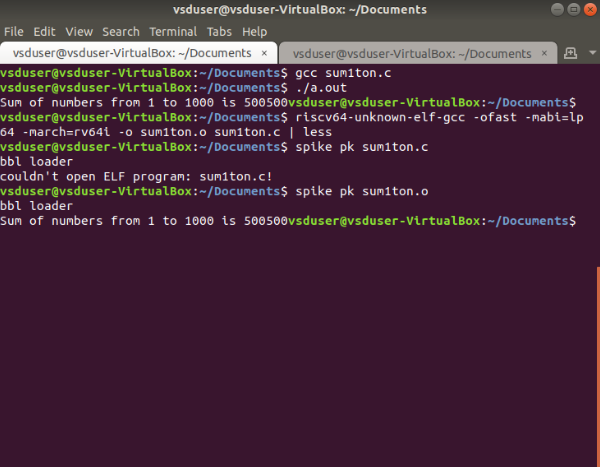 vsduser@vsduser-VirtualBox: ~/Documents
File Edit View Search Terminal Tabs Help
vsduser@vsduser-VirtualBox: ~/Documents × vsduser@vsduser-VirtualBox: ~/Documents ×
vsduser@vsduser-VirtualBox:~/Documents$ gcc sum1ton.c
vsduser@vsduser-VirtualBox:~/Documents$ ./a.out
Sum of numbers from 1 to 1000 is 500500vsduser@vsduser-VirtualBox:~/Documents$
vsduser@vsduser-VirtualBox:~/Documents$ riscv64-unknown-elf-gcc -ofast -mabi=lp
64 -march=rv64i -o sum1ton.o sum1ton.c | less
vsduser@vsduser-VirtualBox:~/Documents$ spike pk sum1ton.c
bbl loader
couldn't open ELF program: sum1ton.c!
vsduser@vsduser-VirtualBox:~/Documents$ spike pk sum1ton.o
bbl loader
Sum of numbers from 1 to 1000 is 500500vsduser@vsduser-VirtualBox:~/Documents$